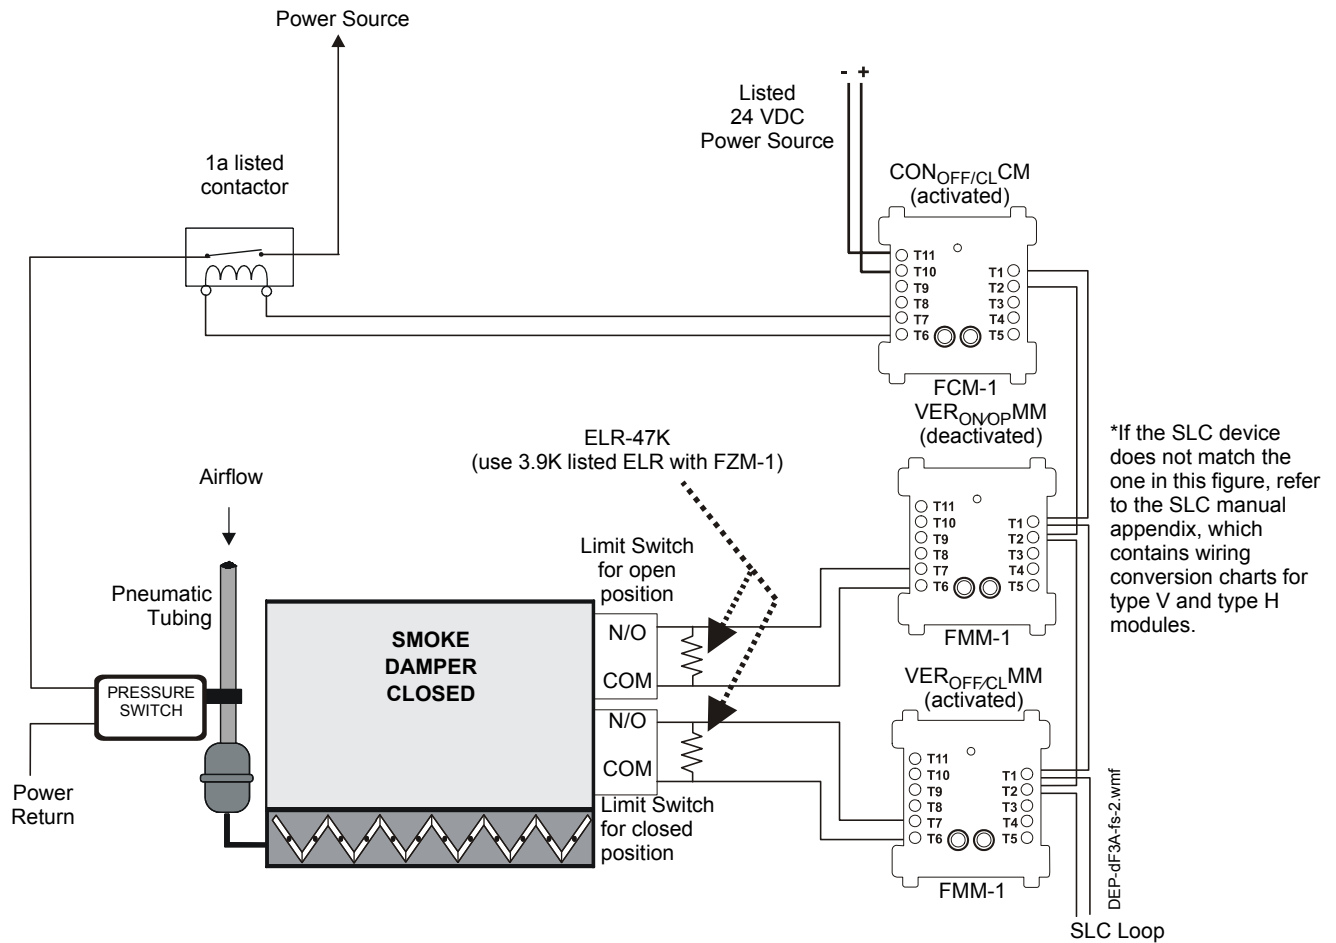 Power Source
- +
Listed
24 VDC
Power Source
1a listed
contactor
CONOFF/CLCM
(activated)
T11
T10
T9
T8
T7
T6
T1
T2
T3
T4
T5
FCM-1
VERON/OPMM
(deactivated)
ELR-47K
(use 3.9K listed ELR with FZM-1)
*If the SLC device
does not match the
one in this figure, refer
to the SLC manual
appendix, which
contains wiring
conversion charts for
type V and type H
modules.
Airflow
T11
T10
T9
T8
T7
T6
T1
T2
T3
T4
T5
FMM-1
Limit Switch
for open
position
Pneumatic
Tubing
SMOKE
DAMPER
CLOSED
N/O
COM
N/O
COM
PRESSURE
SWITCH
VEROFF/CLMM
(activated)
T11
T10
T9
T8
T7
T6
T1
T2
T3
T4
T5
FMM-1
Power
Return
Limit Switch
for closed
position
DEP-dF3A-fs-2.wmf
SLC Loop